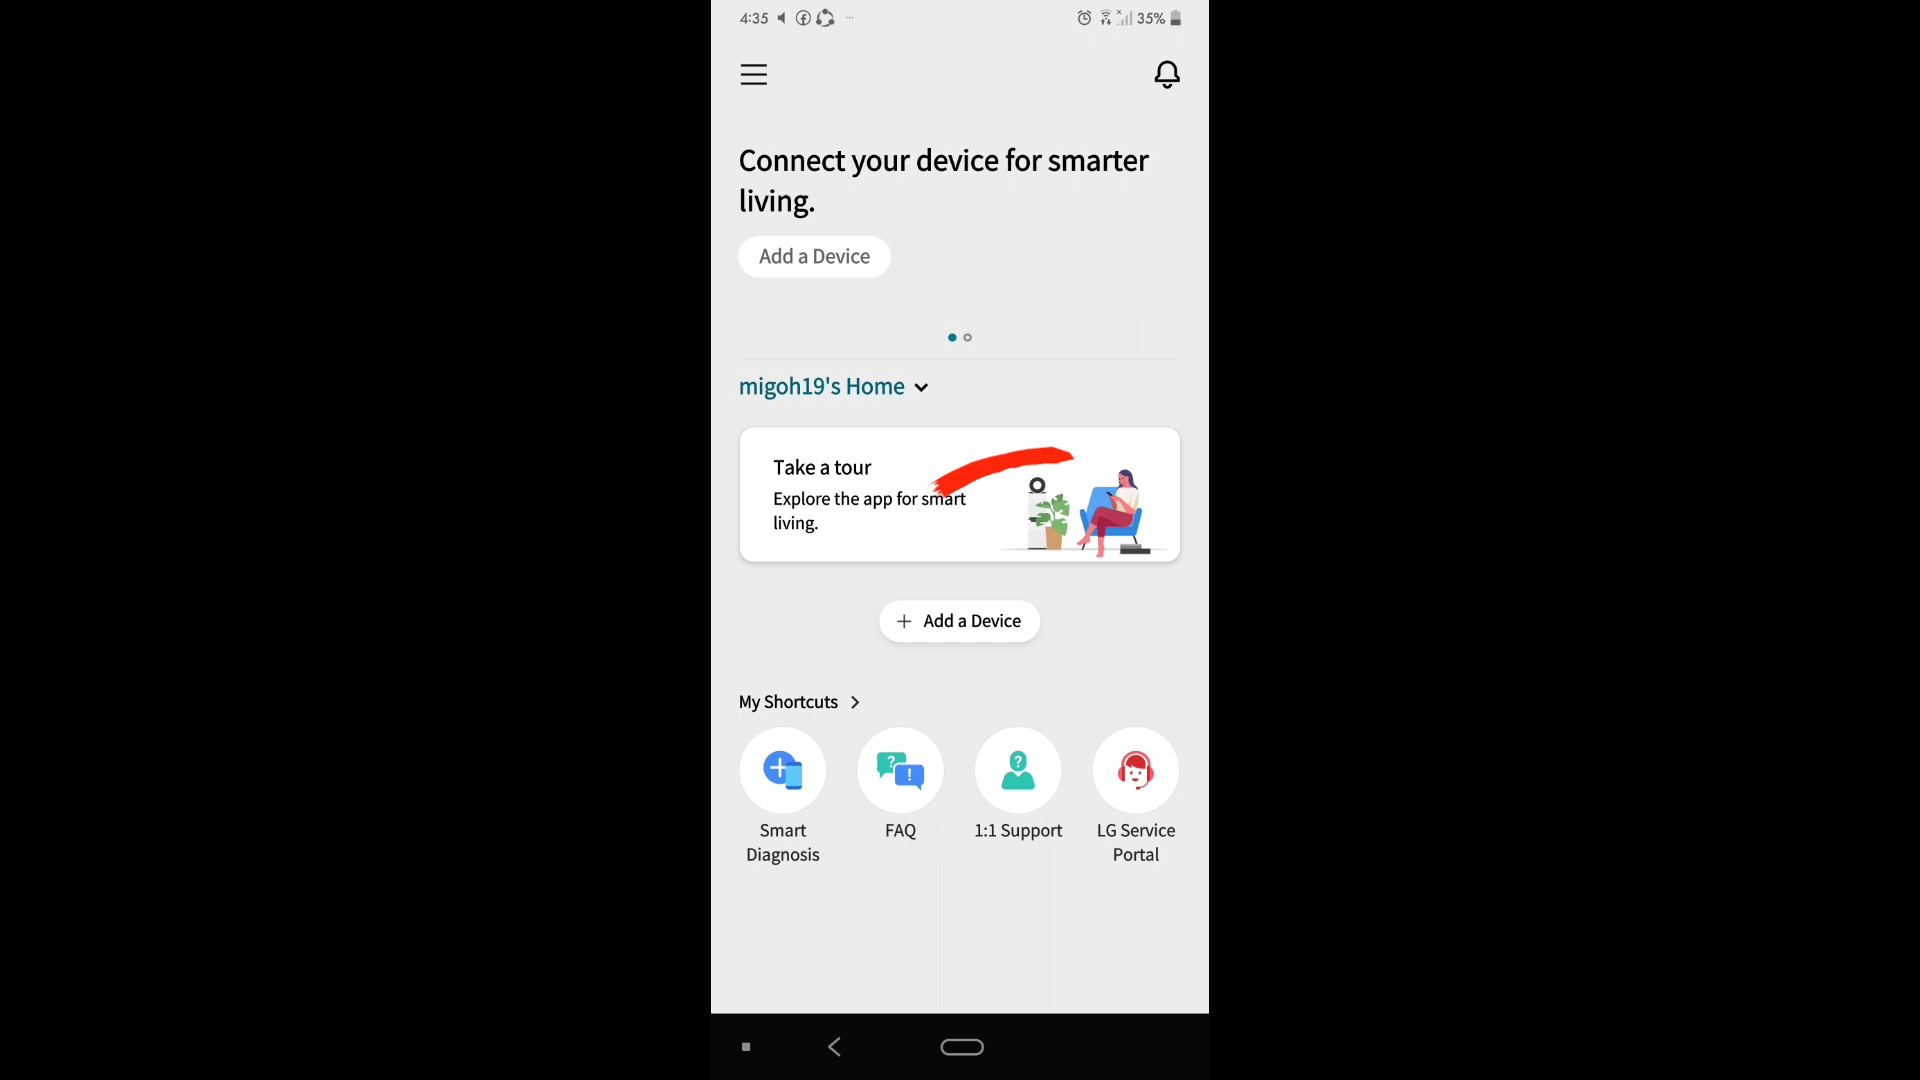 4:35
35%
Connect your device for smarter
living.
Add a Device
migoh19's Home
Take a tour
Explore the app for smart
living.
+ Add a Device
My Shortcuts >
Smart
Diagnosis
FAQ
1:1 Support
LG Service
Portal